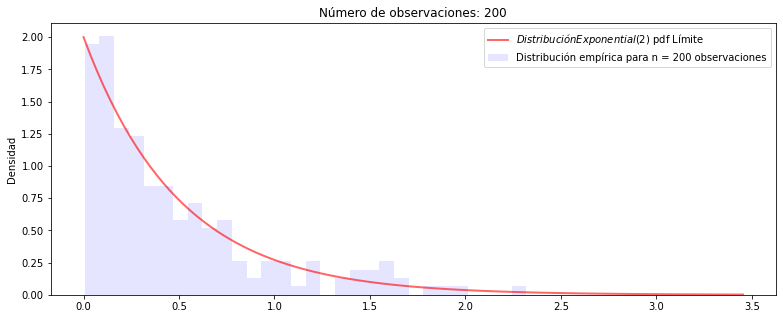 Número de observaciones: 200
DistribuciónExponential(2) pdf Límite
Distribución empírica para n = 200 observaciones
Densidad
2.00
1.75
1.50
1.25
1.00
0.75
0.50
0.25
0.00
0.0 0.5 1.0 1.5 2.0 2.5 3.0 3.5